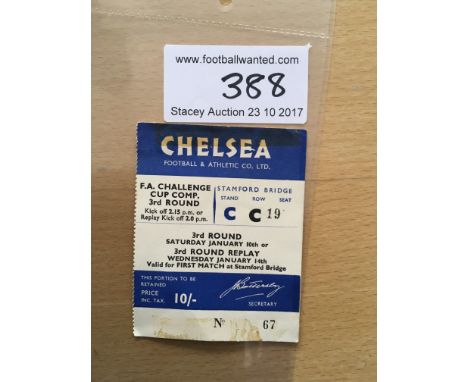 www.footballwanted.com
388
Stacey Auction 23 10 2017
CHELSEA
FOOTBALL & ATHLETIC CO. LTD.
F.A. CHALLENGE
CUP COMP.
3rd ROUND
Kick off 2.15 p.m. or
Replay Kick off 2.0 p.m.
STAMFORD BRIDGE
STAND ROW SEAT
C C 19
3rd ROUND
SATURDAY JANUARY 10th or
3rd ROUND REPLAY
WEDNESDAY JANUARY 14th
Valid for FIRST MATCH at Stamford Bridge
THIS PORTION TO BE
RETAINED
PRICE
INC. TAX. 10/-
SECRETARY
No 67